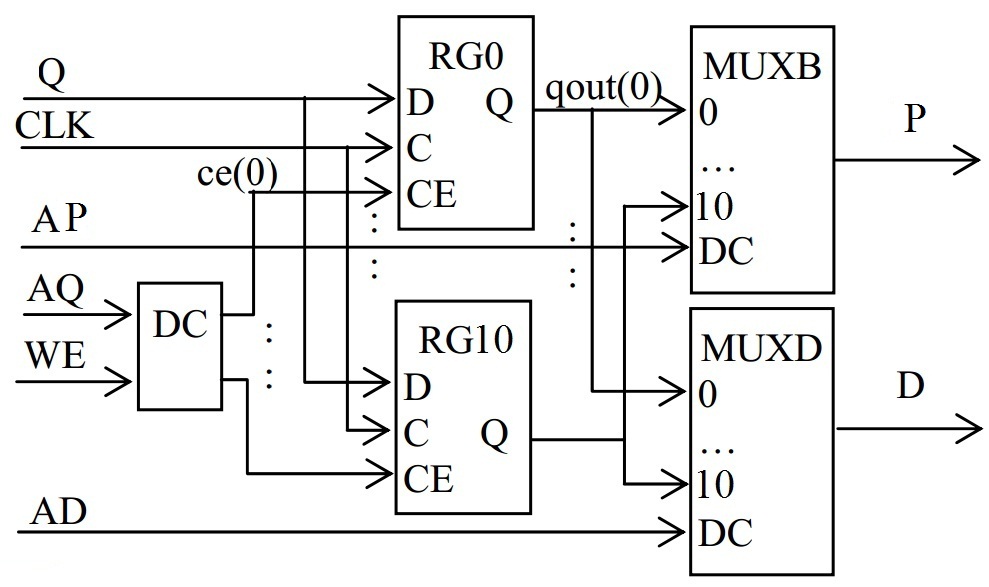 Q
CLK
ce(0)
A P
AQ
WE
AD
DC
RG0
D Q
C
CE
:
:
:
:
RG10
D
C Q
CE
qout(0)
:
:
MUXB
0
...
10
DC
MUXD
0
...
10
DC
P
D